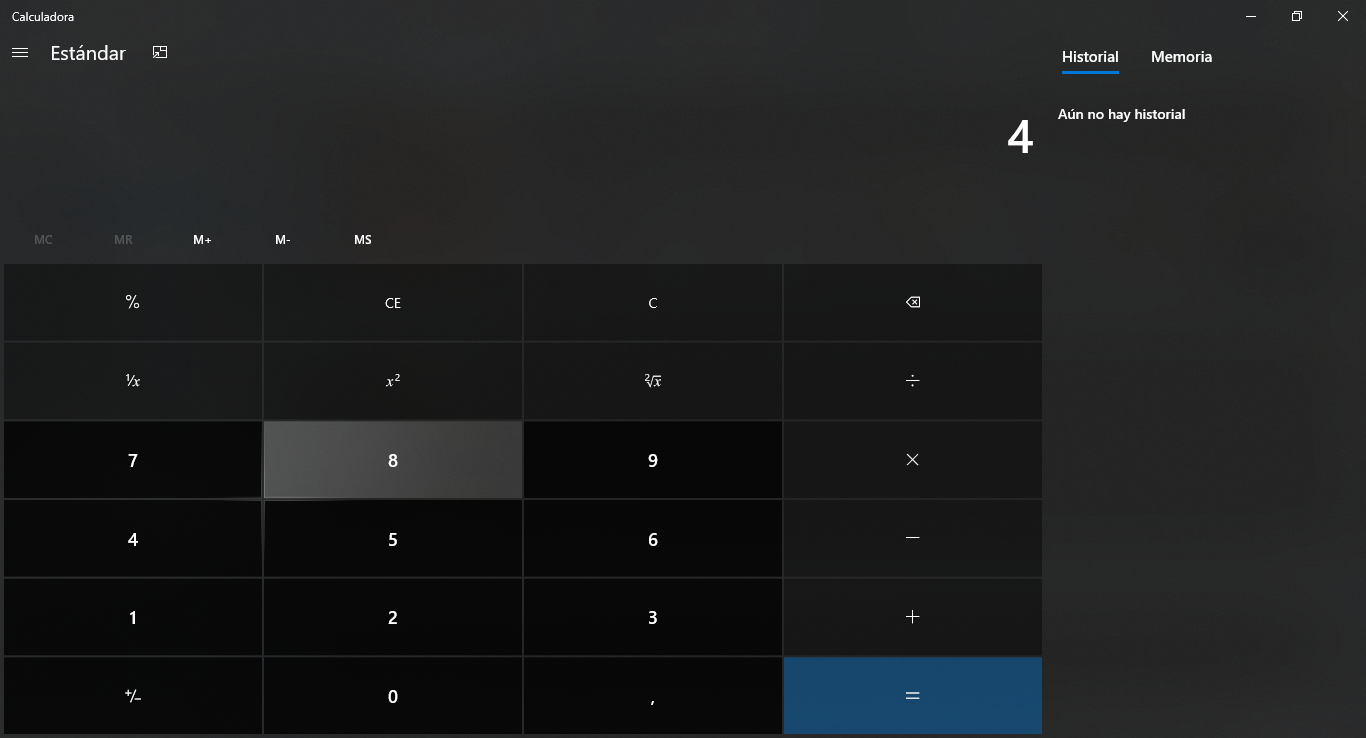 Calculadora
Estándar
Historial Memoria
Aún no hay historial
4
MC MR M+ M- MS
% CE C
¹/x x² ²√x ÷
7 8 9 ×
4 5 6 −
1 2 3 +
+/− 0 , =